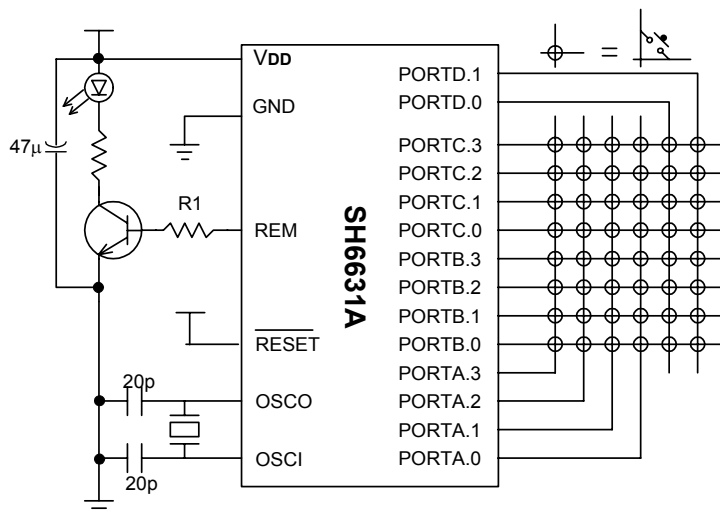 VDD
GND
47μ
R1
REM
RESET
20p
OSCO
OSCI
20p
SH6631A
PORTD.1
PORTD.0
PORTC.3
PORTC.2
PORTC.1
PORTC.0
PORTB.3
PORTB.2
PORTB.1
PORTB.0
PORTA.3
PORTA.2
PORTA.1
PORTA.0
=